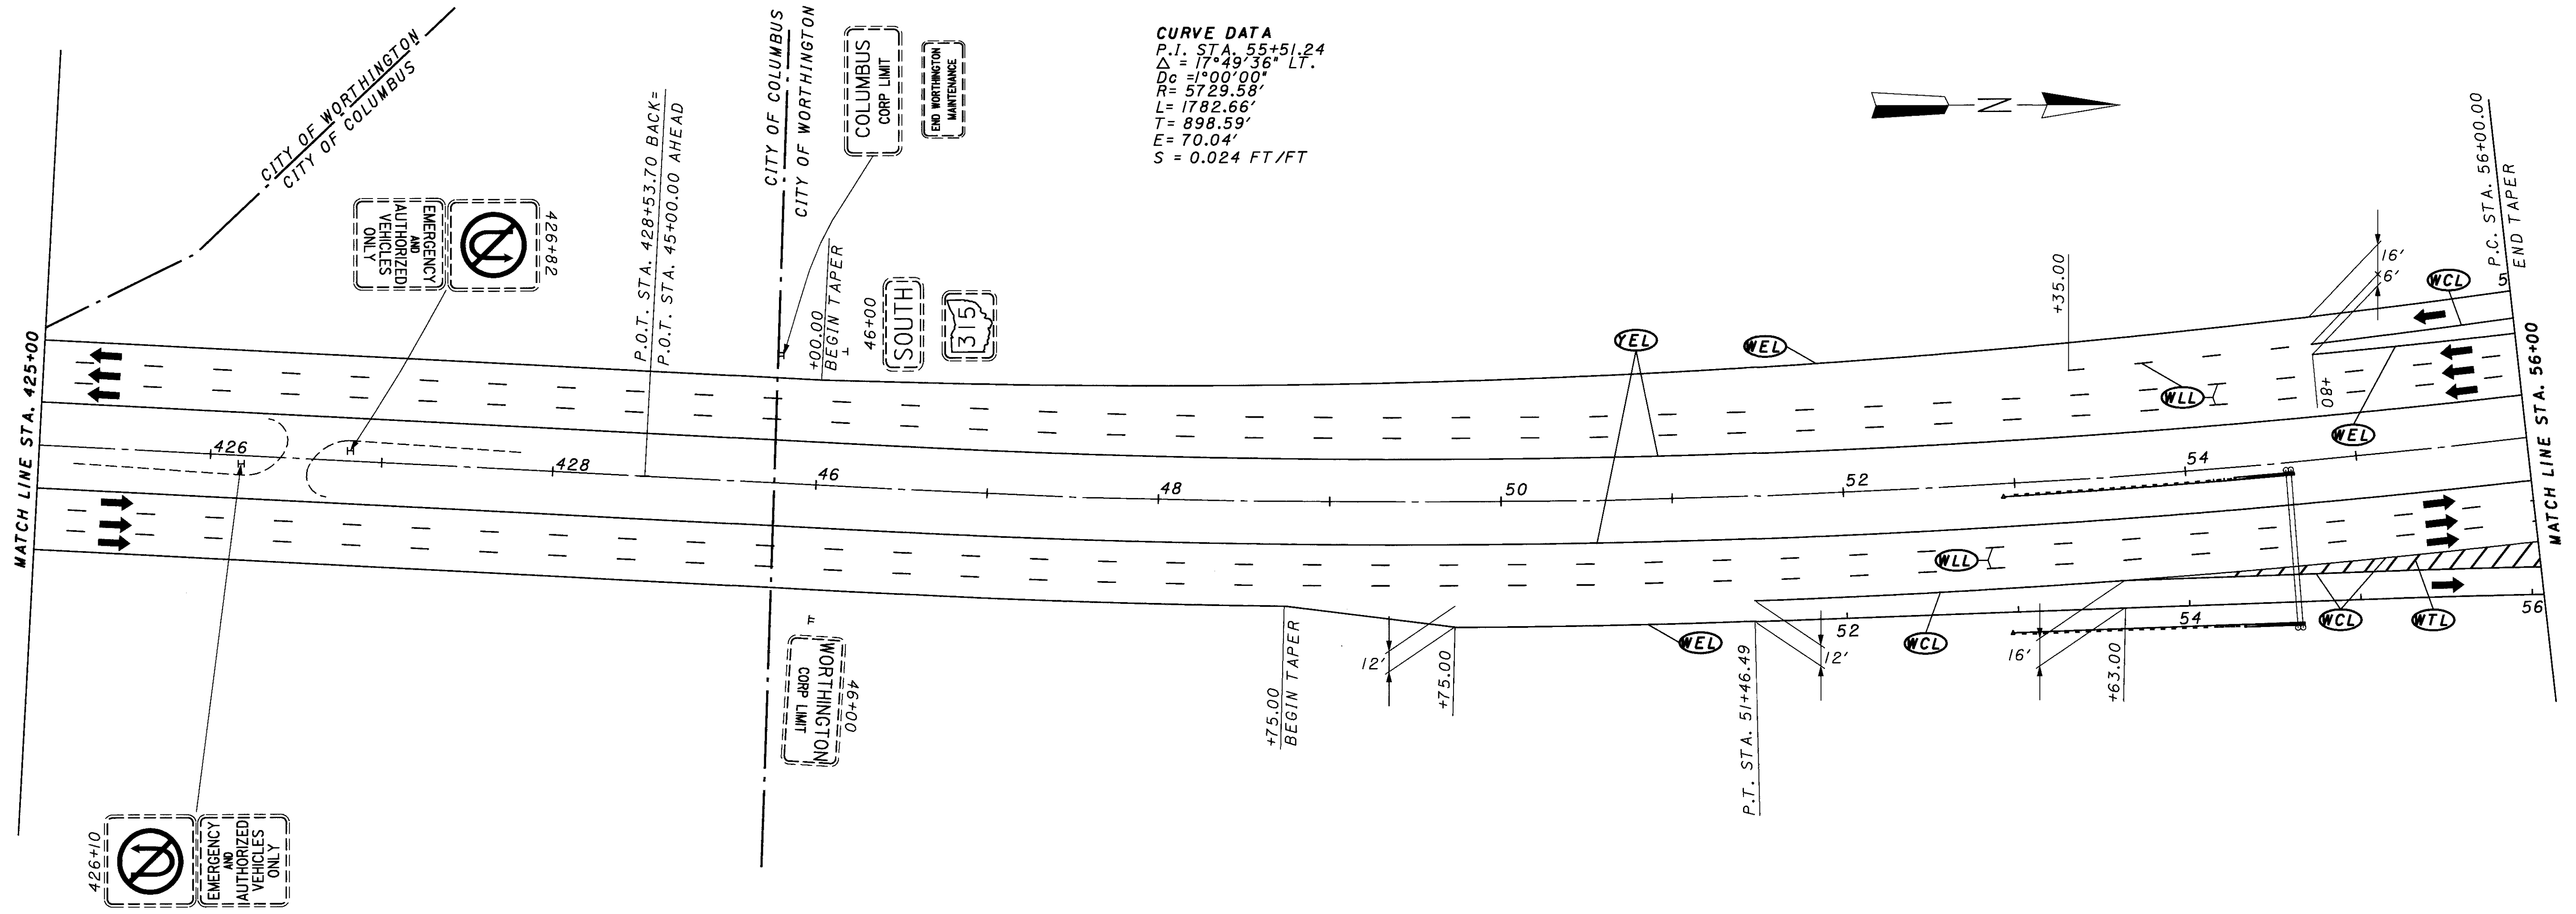 CITY OF WORTHINGTON
CITY OF COLUMBUS
CITY OF COLUMBUS
CITY OF WORTHINGTON
COLUMBUS
CORP LIMIT
END WORTHINGTON
MAINTENANCE
CURVE DATA
P.I. STA. 55+51.24
Δ = 17°49'36" LT.
Dc =1°00'00"
R= 5729.58'
L= 1782.66'
T= 898.59'
E= 70.04'
S = 0.024 FT/FT
N
P.C. STA. 56+00.00
END TAPER
EMERGENCY
AND
AUTHORIZED
VEHICLES
ONLY
426+82
P.O.T. STA. 428+53.70 BACK=
P.O.T. STA. 45+00.00 AHEAD
+00.00
BEGIN TAPER
46+00
SOUTH
315
+35.00
16'
6'
WCL
5
MATCH LINE STA. 425+00
YEL
WEL
WLL
+80
WEL
MATCH LINE STA. 56+00
426
428
46
48
50
52
54
WLL
52
54
56
12'
+75.00
WEL
12'
WCL
16'
+63.00
WCL
WTL
+75.00
BEGIN TAPER
P.T. STA. 51+46.49
WORTHINGTON
CORP LIMIT
46+00
426+10
EMERGENCY
AND
AUTHORIZED
VEHICLES
ONLY